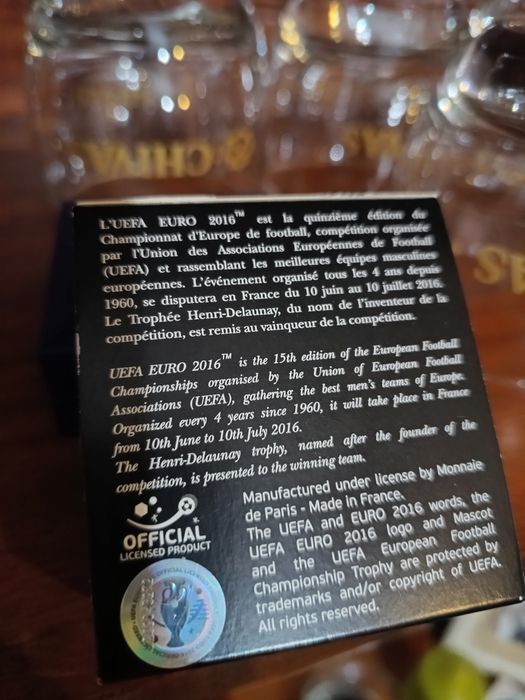 CHIVAS
L'UEFA EURO 2016™ est la quinzième édition du
Championnat d'Europe de football, compétition organisée
par l'Union des Associations Européennes de Football
(UEFA) et rassemblant les meilleures équipes masculines
européennes. L'événement organisé tous les 4 ans depuis
1960, se disputera en France du 10 juin au 10 juillet 2016.
Le Trophée Henri-Delaunay, du nom de l'inventeur de la
compétition, est remis au vainqueur de la compétition.
UEFA EURO 2016™ is the 15th edition of the European Football
Championships organised by the Union of European Football
Associations (UEFA), gathering the best men's teams of Europe.
Organized every 4 years since 1960, it will take place in France
from 10th June to 10th July 2016.
The Henri-Delaunay trophy, named after the founder of the
competition, is presented to the winning team.
Manufactured under license by Monnaie
de Paris - Made in France.
The UEFA and EURO 2016 words, the
UEFA EURO 2016 logo and Mascot
and the UEFA European Football
Championship Trophy are protected by
trademarks and/or copyright of UEFA.
All rights reserved.
OFFICIAL
LICENSED PRODUCT